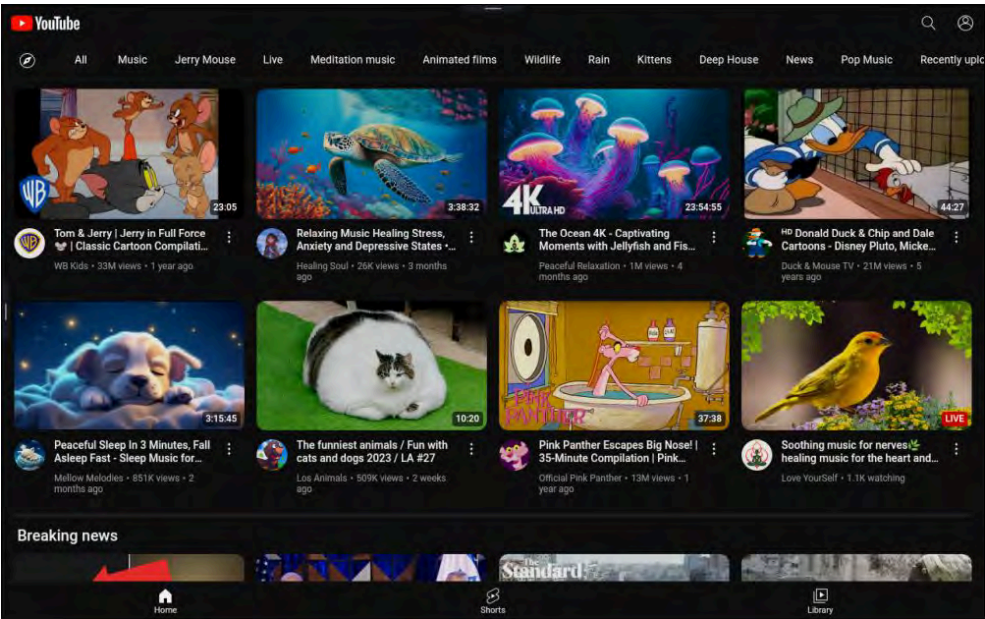 YouTube
All Music Jerry Mouse Live Meditation music Animated films Wildlife Rain Kittens Deep House News Pop Music Recently uplo
WB
23:05
3:38:32
4K ULTRA HD
23:54:55
44:27
Tom & Jerry | Jerry in Full Force
🐭 | Classic Cartoon Compilati...
WB Kids • 33M views • 1 year ago
Relaxing Music Healing Stress,
Anxiety and Depressive States •...
Healing Soul • 26K views • 3 months
ago
The Ocean 4K - Captivating
Moments with Jellyfish and Fis...
Peaceful Relaxation • 1M views • 4
months ago
ᴴᴰ Donald Duck & Chip and Dale
Cartoons - Disney Pluto, Micke...
Duck & Mouse TV • 21M views • 5
years ago
3:15:45
10:20
PINK
PANTHER
37:38
LIVE
Peaceful Sleep In 3 Minutes, Fall
Asleep Fast - Sleep Music for...
Mellow Melodies • 851K views • 2
months ago
The funniest animals / Fun with
cats and dogs 2023 / LA #27
Los Animals • 509K views • 2 weeks
ago
Pink Panther Escapes Big Nose! |
35-Minute Compilation | Pink...
Official Pink Panther • 13M views • 1
year ago
Soothing music for nerves🌿
healing music for the heart and...
Love YourSelf • 1.1K watching
Breaking news
The
Standard
Home
Shorts
Library